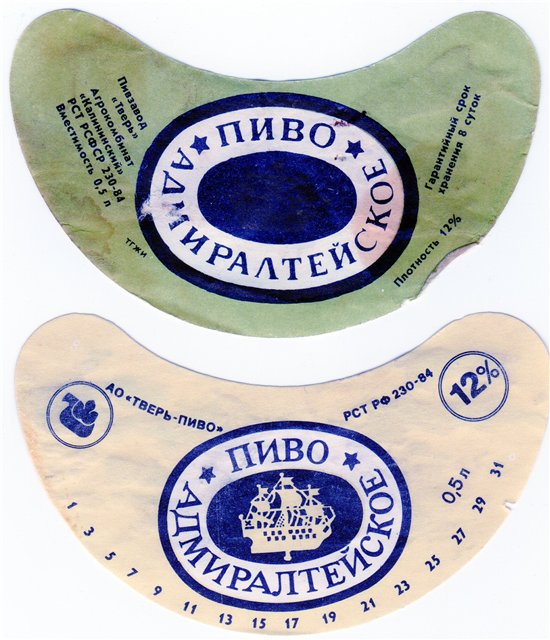 Пивзавод
«Тверь»
Агрокомбинат
«Калининский»
РСТ РСФСР 230-84
Вместимость 0,5 л
ТГЖИ
★ ПИВО ★
АДМИРАЛТЕЙСКОЕ
Гарантийный срок
хранения 8 суток
Плотность 12%
АО «ТВЕРЬ-ПИВО»
РСТ РФ 230-84
12%
★ ПИВО ★
АДМИРАЛТЕЙСКОЕ
0,5 л
1 3 5 7 9 11 13 15 17 19 21 23 25 27 29 31